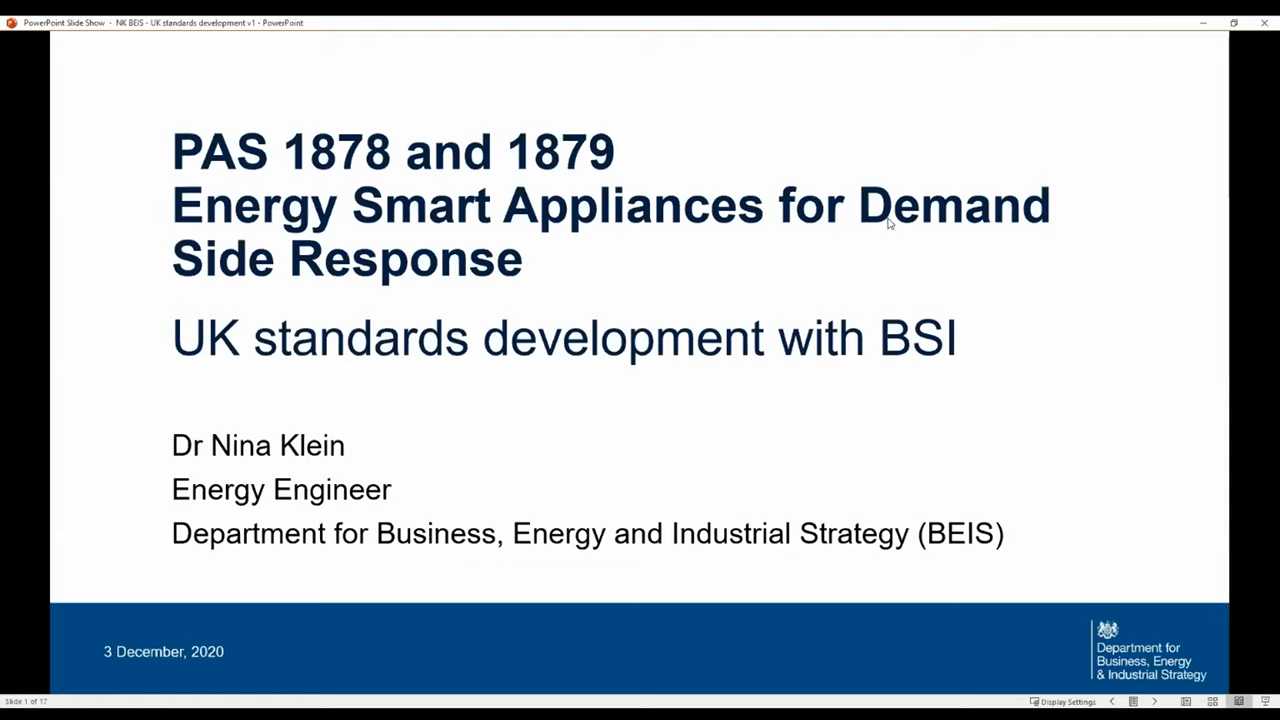 PowerPoint Slide Show - NK BEIS - UK standards development v1 - PowerPoint
PAS 1878 and 1879
Energy Smart Appliances for Demand
Side Response
UK standards development with BSI
Dr Nina Klein
Energy Engineer
Department for Business, Energy and Industrial Strategy (BEIS)
3 December, 2020
Department for
Business, Energy
& Industrial Strategy
Slide 1 of 17
Display Settings